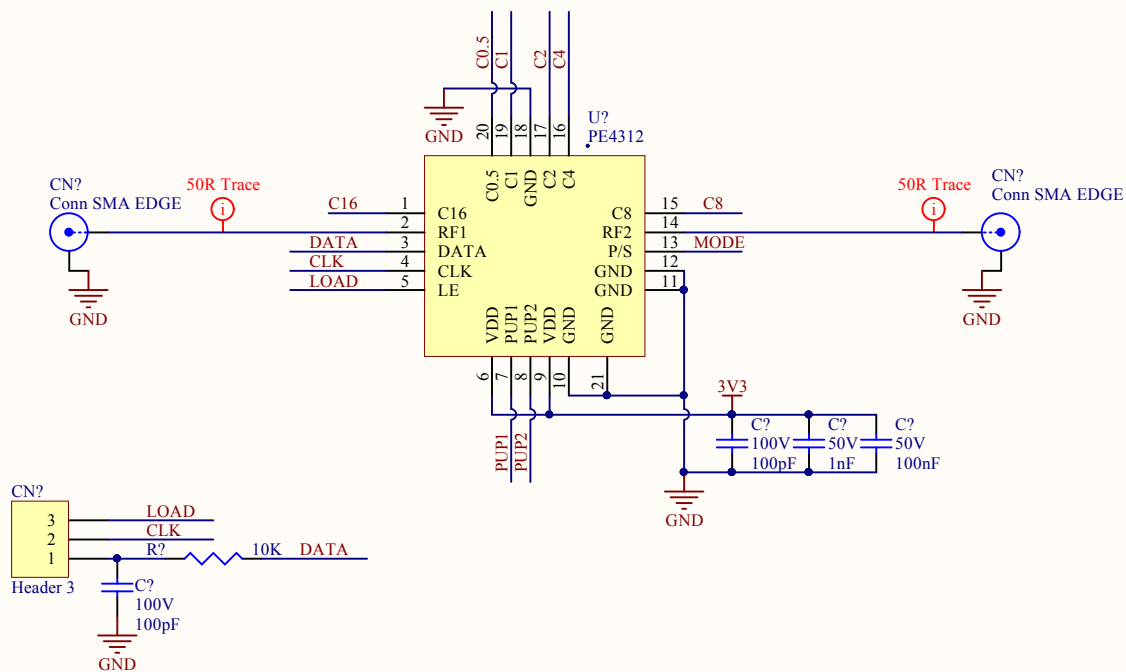 C0.5
C1
C2
C4
GND
20
19
18
17
16
U?
PE4312
C0.5
C1
GND
C2
C4
CN?
Conn SMA EDGE
50R Trace
i
GND
C16
1
C16
2
RF1
DATA
3
DATA
CLK
4
CLK
LOAD
5
LE
C8
15
C8
RF2
14
P/S
13
MODE
GND
12
GND
11
50R Trace
i
CN?
Conn SMA EDGE
GND
VDD
PUP1
PUP2
VDD
GND
GND
6
7
8
9
10
21
PUP1
PUP2
3V3
C?
100V
100pF
C?
50V
1nF
C?
50V
100nF
GND
CN?
3
LOAD
2
CLK
1
R?
10K
DATA
Header 3
C?
100V
100pF
GND